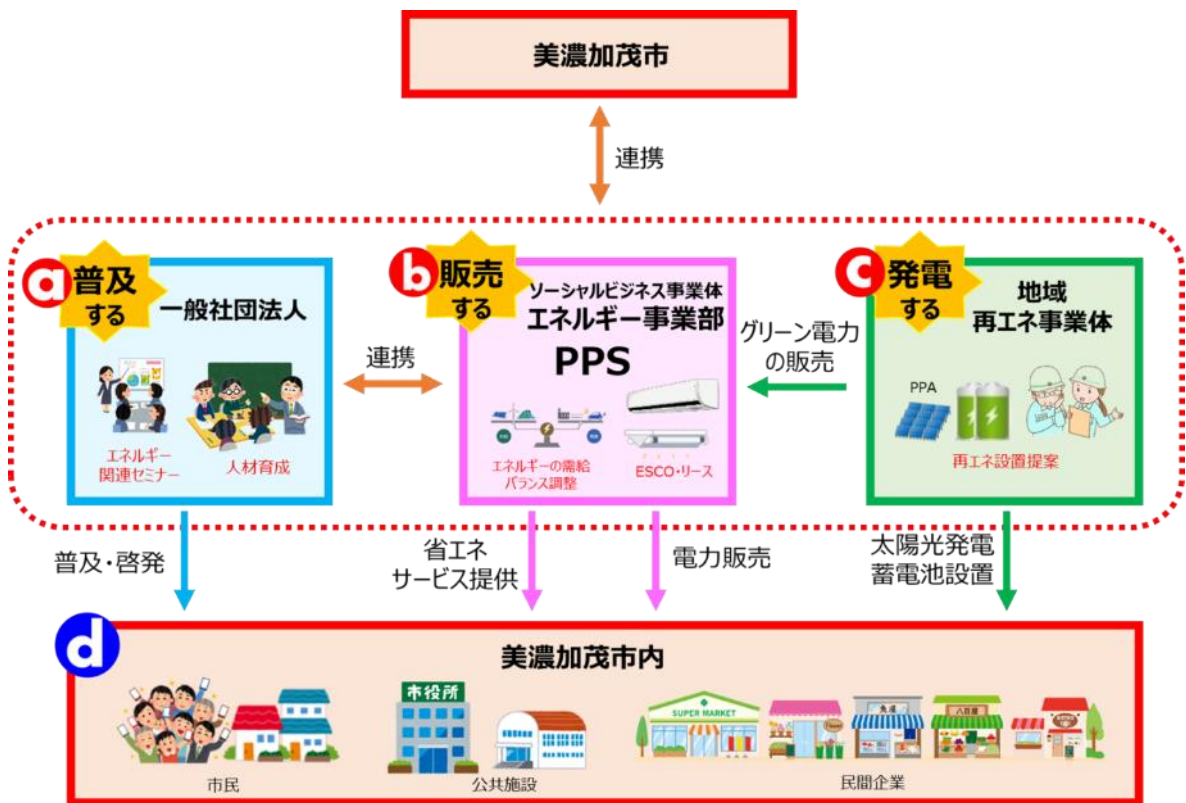 美濃加茂市
連携
a
普及
する
一般社団法人
エネルギー
関連セミナー
人材育成
連携
b
販売
する
ソーシャルビジネス事業体
エネルギー事業部
PPS
エネルギーの需給
バランス調整
ESCO・リース
グリーン電力
の販売
c
発電
する
地域
再エネ事業体
PPA
再エネ設置提案
普及・啓発
省エネ
サービス提供
電力販売
太陽光発電
蓄電池設置
d
美濃加茂市内
市民
市役所
公共施設
SUPER MARKET
魚屋
八百屋
民間企業